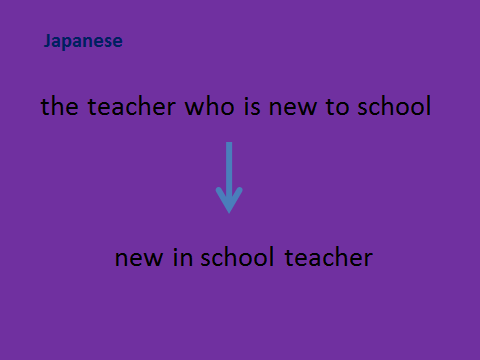 Japanese
the teacher who is new to school
new in school teacher